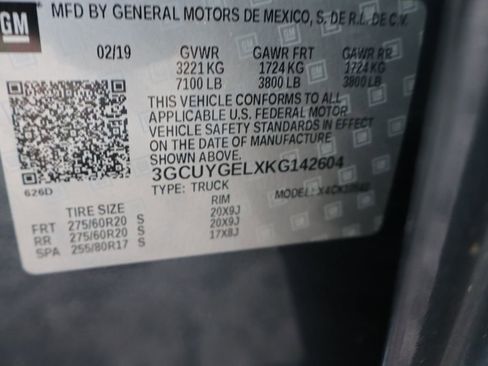 GM
MFD BY GENERAL MOTORS DE MEXICO, S. DE R.L. DE C.V.
02/19 GVWR GAWR FRT GAWR RR
3221 KG 1724 KG 1724 KG
7100 LB 3800 LB 3800 LB
THIS VEHICLE CONFORMS TO ALL
APPLICABLE U.S. FEDERAL MOTOR
VEHICLE SAFETY STANDARDS IN EFFECT
ON THE DATE OF MANUFACTURE
SHOWN ABOVE.
3GCUYGELXKG142604
626D
TYPE: TRUCK MODEL:
TIRE SIZE RIM
FRT 275/60R20 S 20X9J
RR 275/60R20 S 20X9J
SPA 255/80R17 S 17X8J